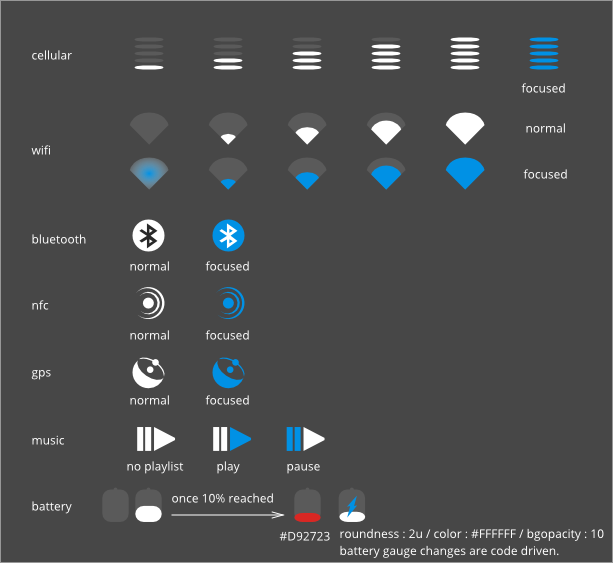 cellular
focused
normal
wifi
focused
bluetooth
normal focused
nfc
normal focused
gps
normal focused
music
no playlist play pause
battery
once 10% reached
#D92723
roundness : 2u / color : #FFFFFF / bgopacity : 10
battery gauge changes are code driven.